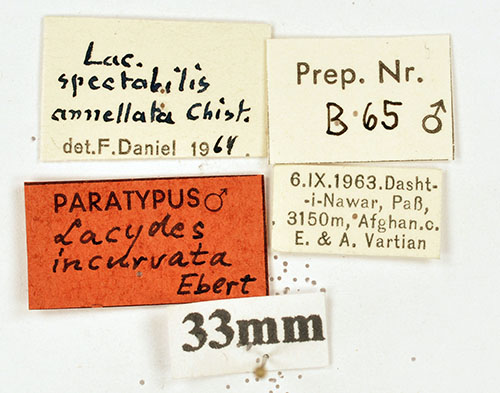 Lac.
spectabilis
annellata Chist.
det.F.Daniel 1964
Prep. Nr.
B 65 ♂
PARATYPUS♂
Lacydes
incurvata
Ebert
6.IX.1963.Dasht-
-i-Nawar, Paß,
3150m, Afghan.c.
E. & A. Vartian
33mm